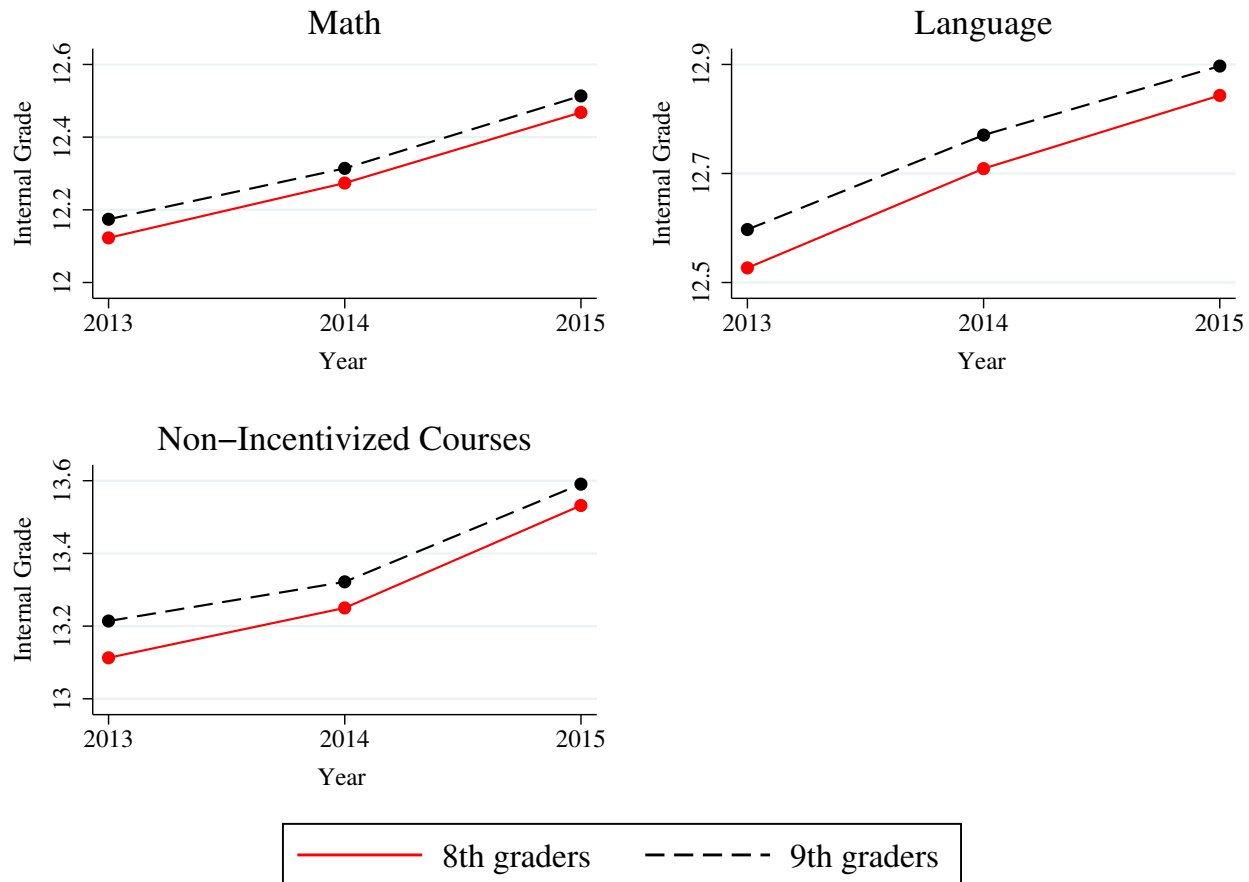 Math
Internal Grade
12.6
12.4
12.2
12
2013 2014 2015
Year
Language
Internal Grade
12.9
12.7
12.5
2013 2014 2015
Year
Non−Incentivized Courses
Internal Grade
13.6
13.4
13.2
13
2013 2014 2015
Year
8th graders 9th graders